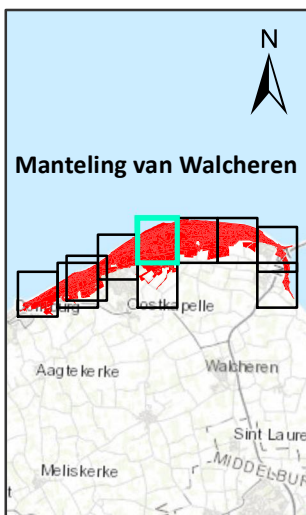 N
Manteling van Walcheren
Oostkapelle
Aagtekerke
Walcheren
Sint Laure
MIDDELBUR
Meliskerke
t